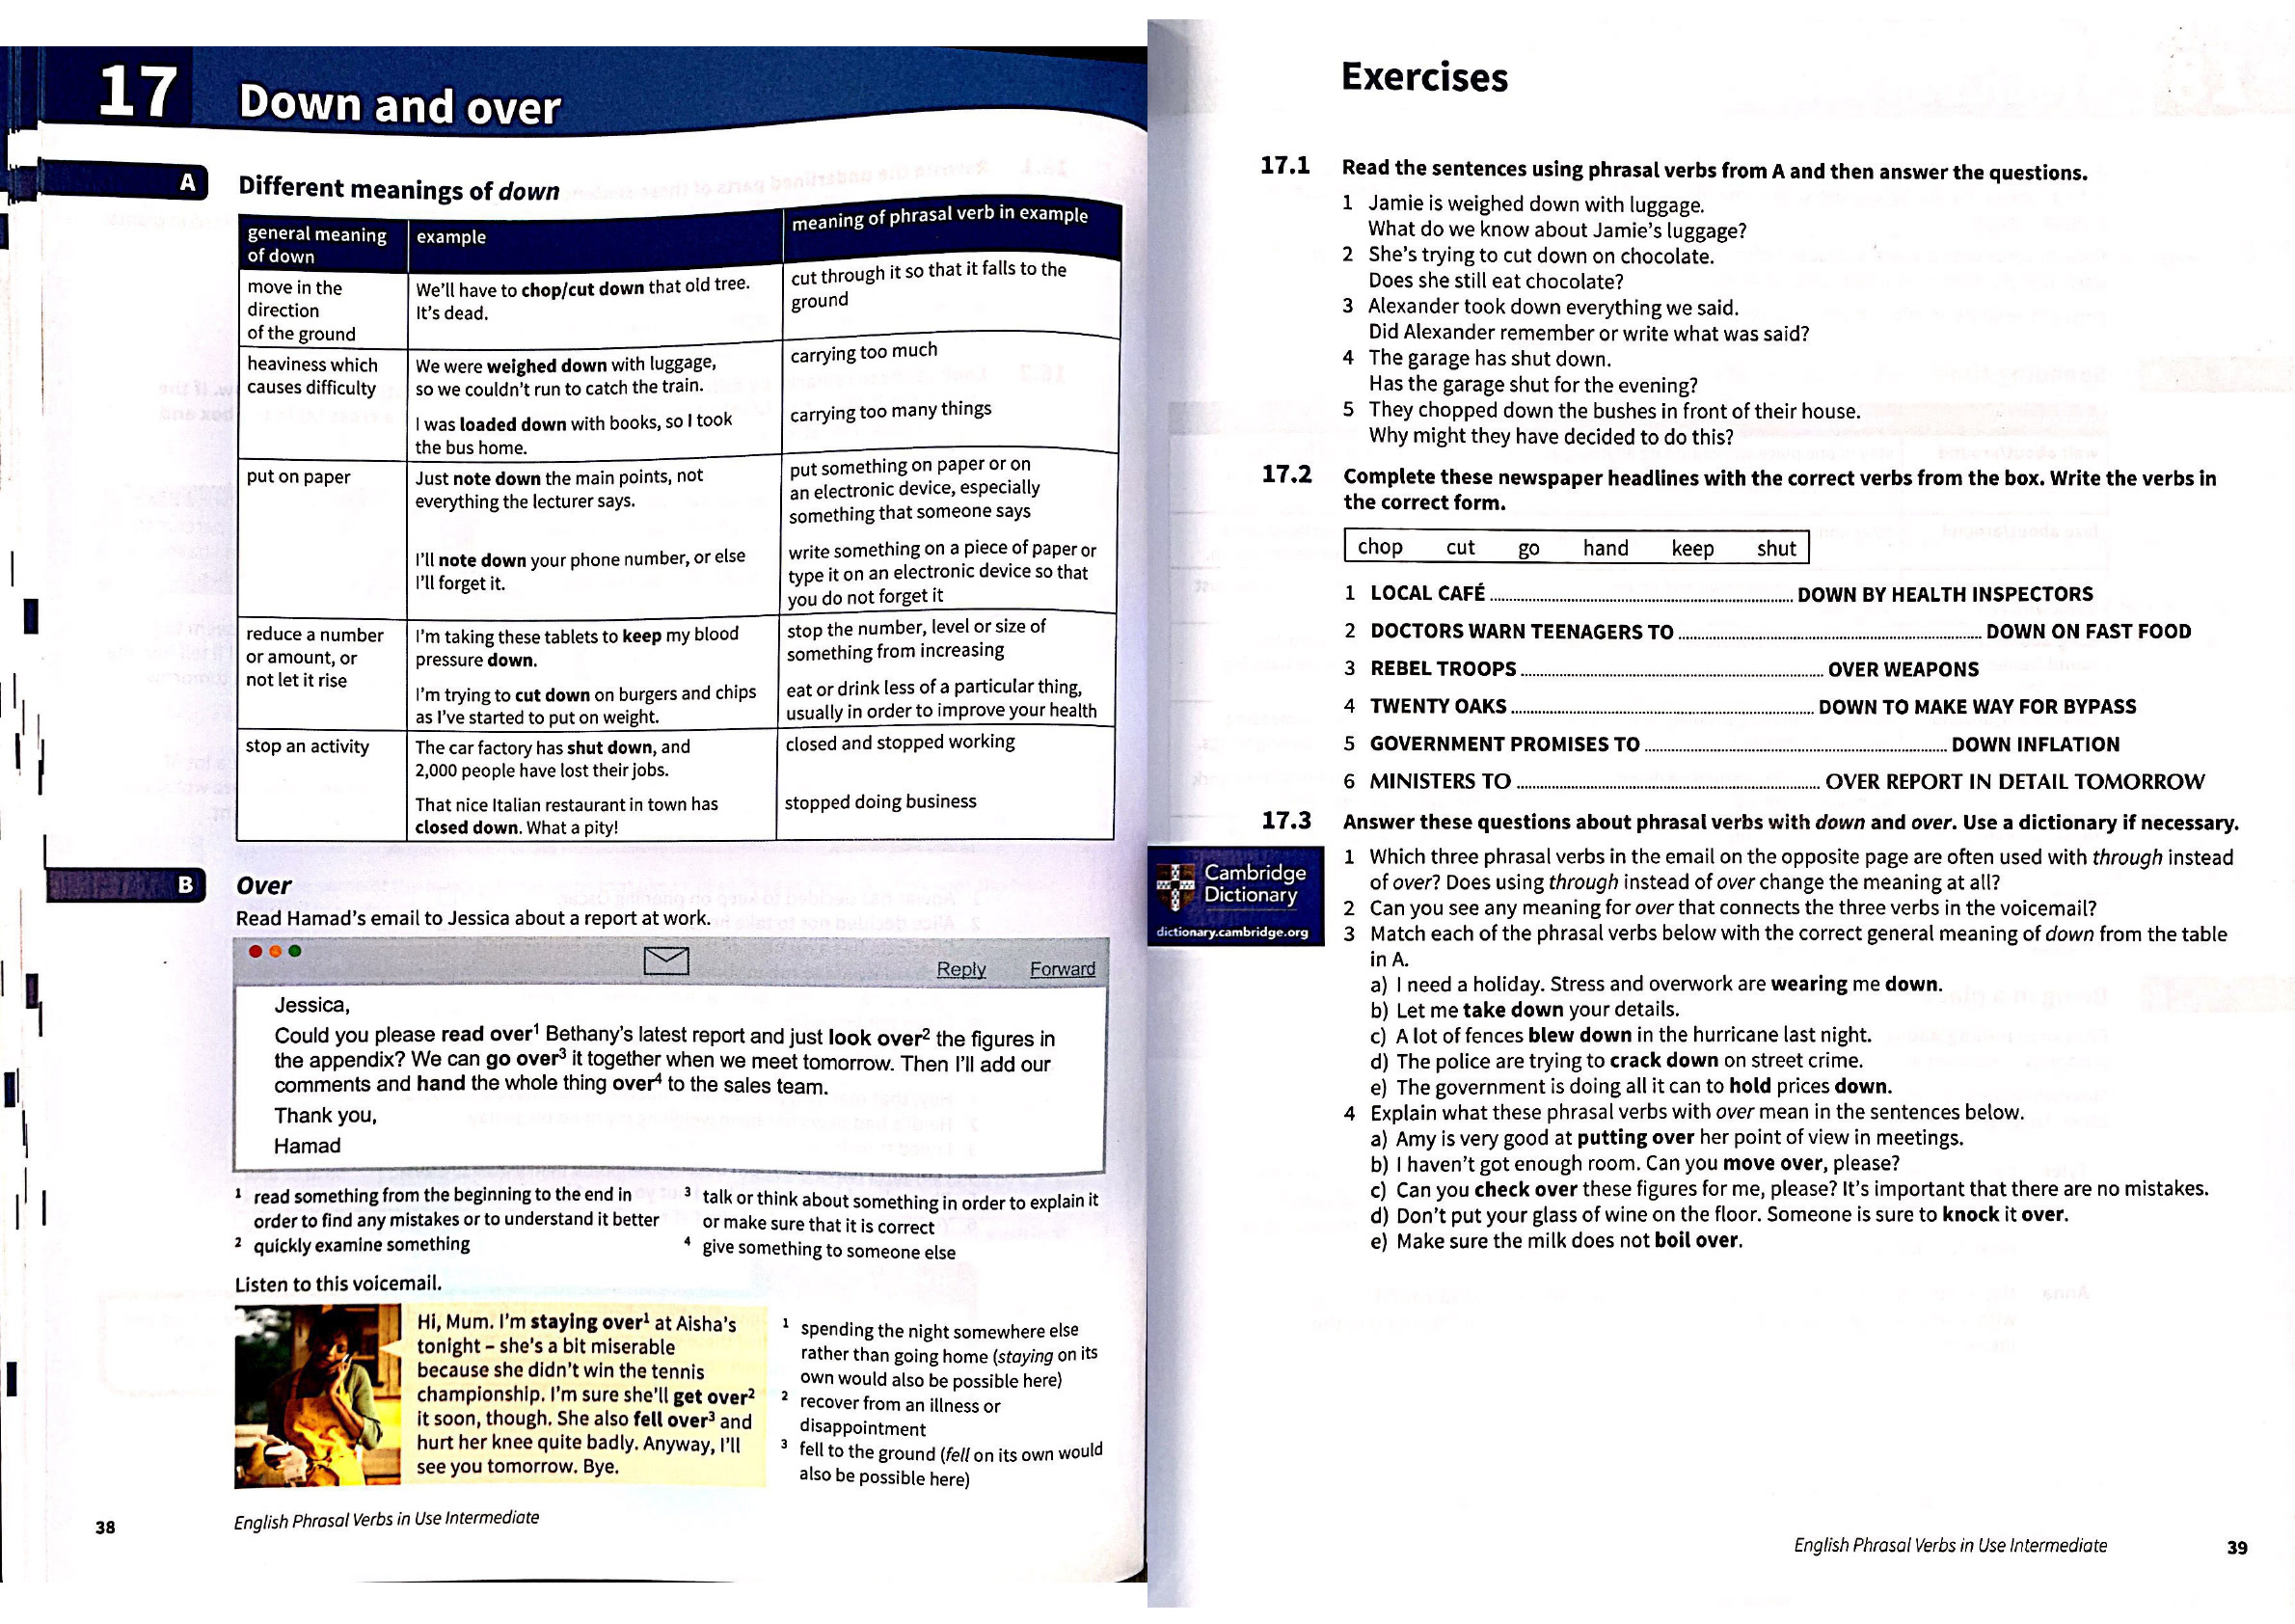 17
Down and over
A
Different meanings of down
general meaning
of down
example
meaning of phrasal verb in example
move in the
direction
of the ground
We'll have to chop/cut down that old tree.
It's dead.
cut through it so that it falls to the
ground
heaviness which
causes difficulty
We were weighed down with luggage,
so we couldn't run to catch the train.
carrying too much
I was loaded down with books, so I took
the bus home.
carrying too many things
put on paper
Just note down the main points, not
everything the lecturer says.
put something on paper or on
an electronic device, especially
something that someone says
I'll note down your phone number, or else
I'll forget it.
write something on a piece of paper or
type it on an electronic device so that
you do not forget it
reduce a number
or amount, or
not let it rise
I'm taking these tablets to keep my blood
pressure down.
stop the number, level or size of
something from increasing
I'm trying to cut down on burgers and chips
as I've started to put on weight.
eat or drink less of a particular thing,
usually in order to improve your health
stop an activity
The car factory has shut down, and
2,000 people have lost their jobs.
closed and stopped working
That nice Italian restaurant in town has
closed down. What a pity!
stopped doing business
B
Over
Read Hamad's email to Jessica about a report at work.
Reply Forward
Jessica,
Could you please read over¹ Bethany's latest report and just look over² the figures in
the appendix? We can go over³ it together when we meet tomorrow. Then I'll add our
comments and hand the whole thing over⁴ to the sales team.
Thank you,
Hamad
¹ read something from the beginning to the end in
order to find any mistakes or to understand it better
² quickly examine something
³ talk or think about something in order to explain it
or make sure that it is correct
⁴ give something to someone else
Listen to this voicemail.
Hi, Mum. I'm staying over¹ at Aisha's
tonight – she's a bit miserable
because she didn't win the tennis
championship. I'm sure she'll get over²
it soon, though. She also fell over³ and
hurt her knee quite badly. Anyway, I'll
see you tomorrow. Bye.
¹ spending the night somewhere else
rather than going home (staying on its
own would also be possible here)
² recover from an illness or
disappointment
³ fell to the ground (fell on its own would
also be possible here)
38
English Phrasal Verbs in Use Intermediate
Exercises
17.1 Read the sentences using phrasal verbs from A and then answer the questions.
1 Jamie is weighed down with luggage.
What do we know about Jamie's luggage?
2 She's trying to cut down on chocolate.
Does she still eat chocolate?
3 Alexander took down everything we said.
Did Alexander remember or write what was said?
4 The garage has shut down.
Has the garage shut for the evening?
5 They chopped down the bushes in front of their house.
Why might they have decided to do this?
17.2 Complete these newspaper headlines with the correct verbs from the box. Write the verbs in
the correct form.
chop cut go hand keep shut
1 LOCAL CAFÉ ........................ DOWN BY HEALTH INSPECTORS
2 DOCTORS WARN TEENAGERS TO ........................ DOWN ON FAST FOOD
3 REBEL TROOPS ........................ OVER WEAPONS
4 TWENTY OAKS ........................ DOWN TO MAKE WAY FOR BYPASS
5 GOVERNMENT PROMISES TO ........................ DOWN INFLATION
6 MINISTERS TO ........................ OVER REPORT IN DETAIL TOMORROW
17.3 Answer these questions about phrasal verbs with down and over. Use a dictionary if necessary.
Cambridge
Dictionary
dictionary.cambridge.org
1 Which three phrasal verbs in the email on the opposite page are often used with through instead
of over? Does using through instead of over change the meaning at all?
2 Can you see any meaning for over that connects the three verbs in the voicemail?
3 Match each of the phrasal verbs below with the correct general meaning of down from the table
in A.
a) I need a holiday. Stress and overwork are wearing me down.
b) Let me take down your details.
c) A lot of fences blew down in the hurricane last night.
d) The police are trying to crack down on street crime.
e) The government is doing all it can to hold prices down.
4 Explain what these phrasal verbs with over mean in the sentences below.
a) Amy is very good at putting over her point of view in meetings.
b) I haven't got enough room. Can you move over, please?
c) Can you check over these figures for me, please? It's important that there are no mistakes.
d) Don't put your glass of wine on the floor. Someone is sure to knock it over.
e) Make sure the milk does not boil over.
English Phrasal Verbs in Use Intermediate
39